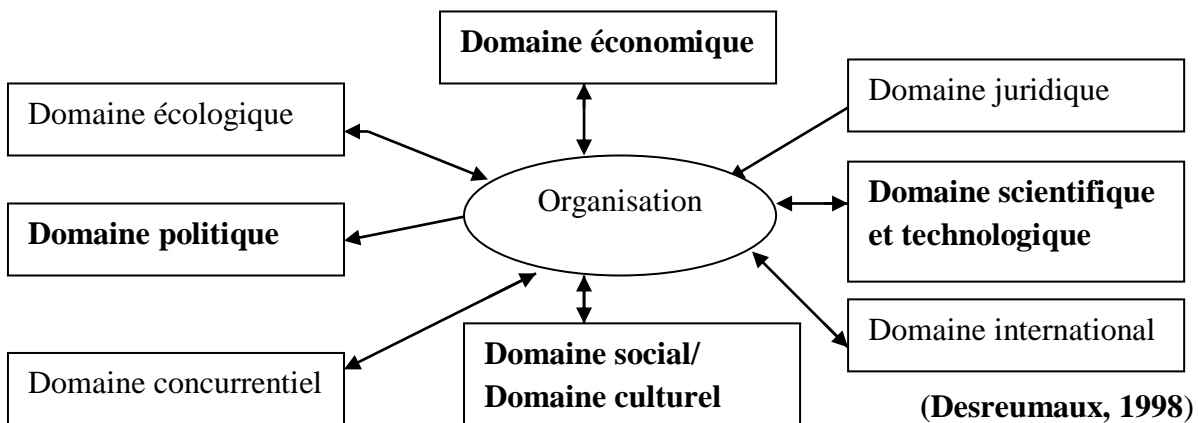 Domaine économique
Domaine écologique
Domaine juridique
Organisation
Domaine politique
Domaine scientifique
et technologique
Domaine concurrentiel
Domaine social/
Domaine culturel
Domaine international
(Desreumaux, 1998)